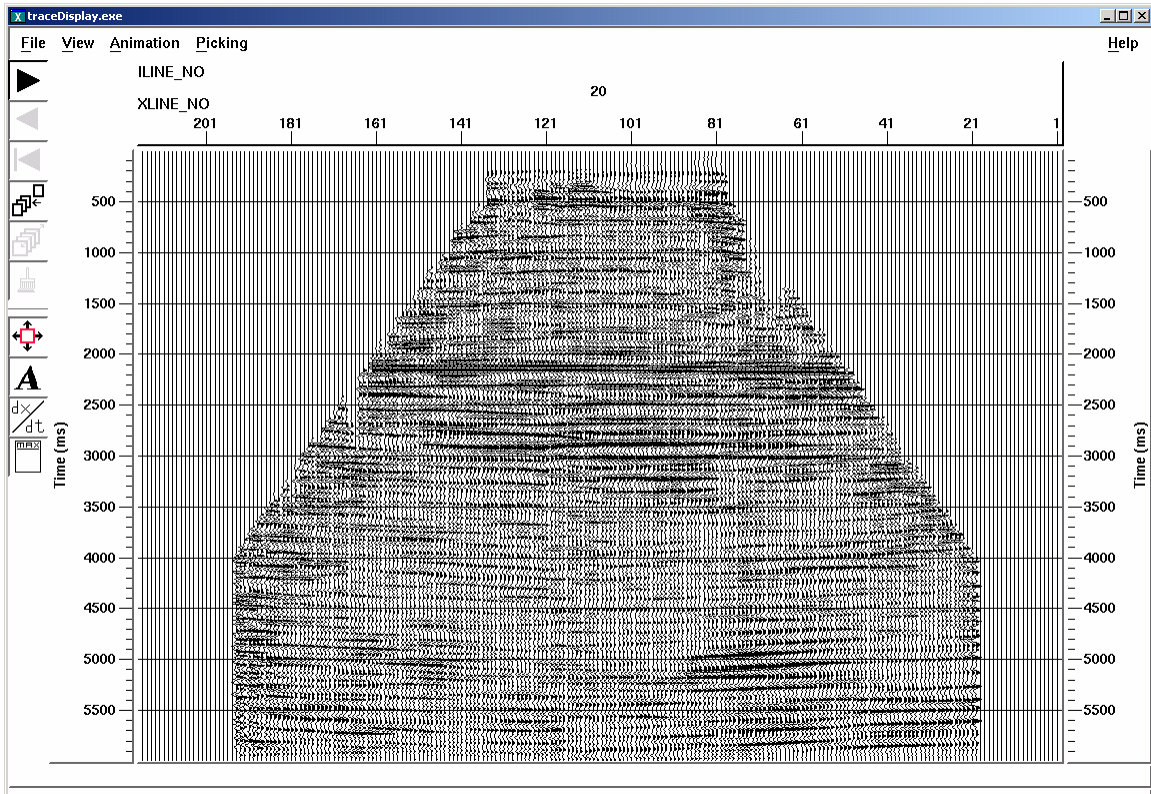 traceDisplay.exe
File View Animation Picking Help
ILINE_NO
20
XLINE_NO
201 181 161 141 121 101 81 61 41 21 1
500 500
1000 1000
1500 1500
2000 2000
2500 2500
3000 3000
3500 3500
4000 4000
4500 4500
5000 5000
5500 5500
Time (ms)
Time (ms)
A
dx/dt
max